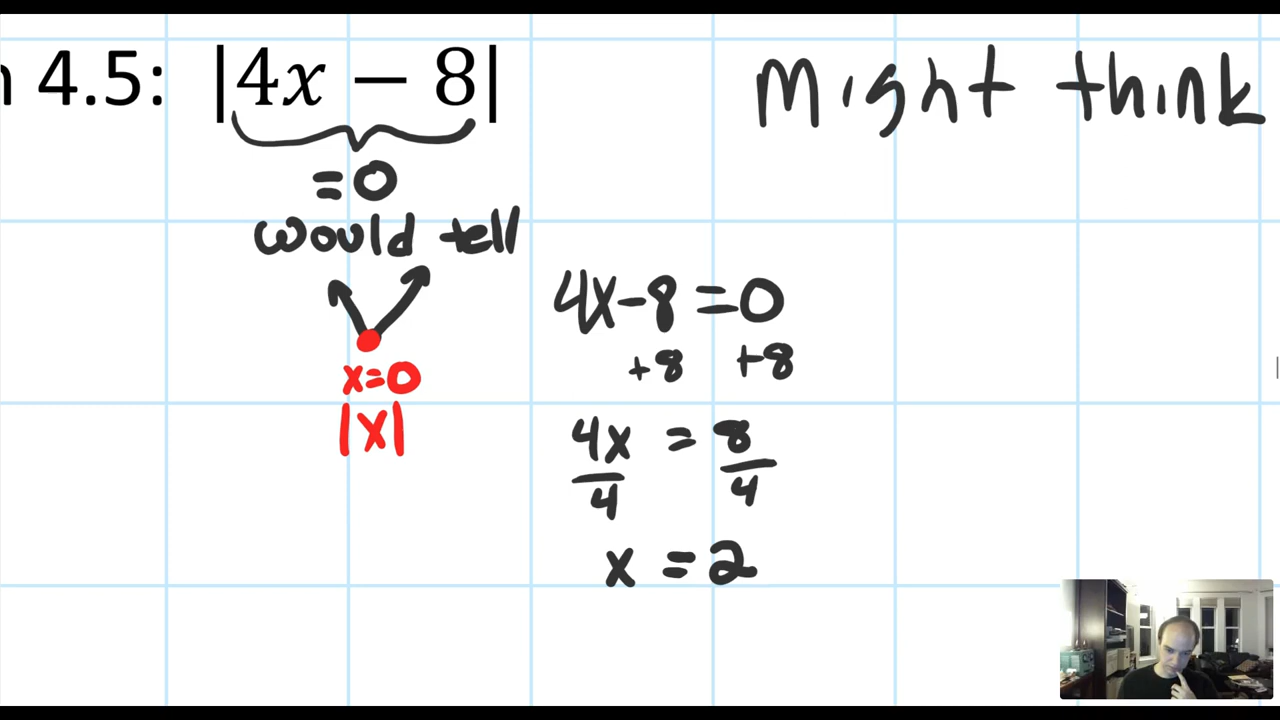 4.5: |4x − 8|
Might think
=0
would tell
4x-8=0
+8 +8
x=0
|x|
4x = 8
4 4
x = 2